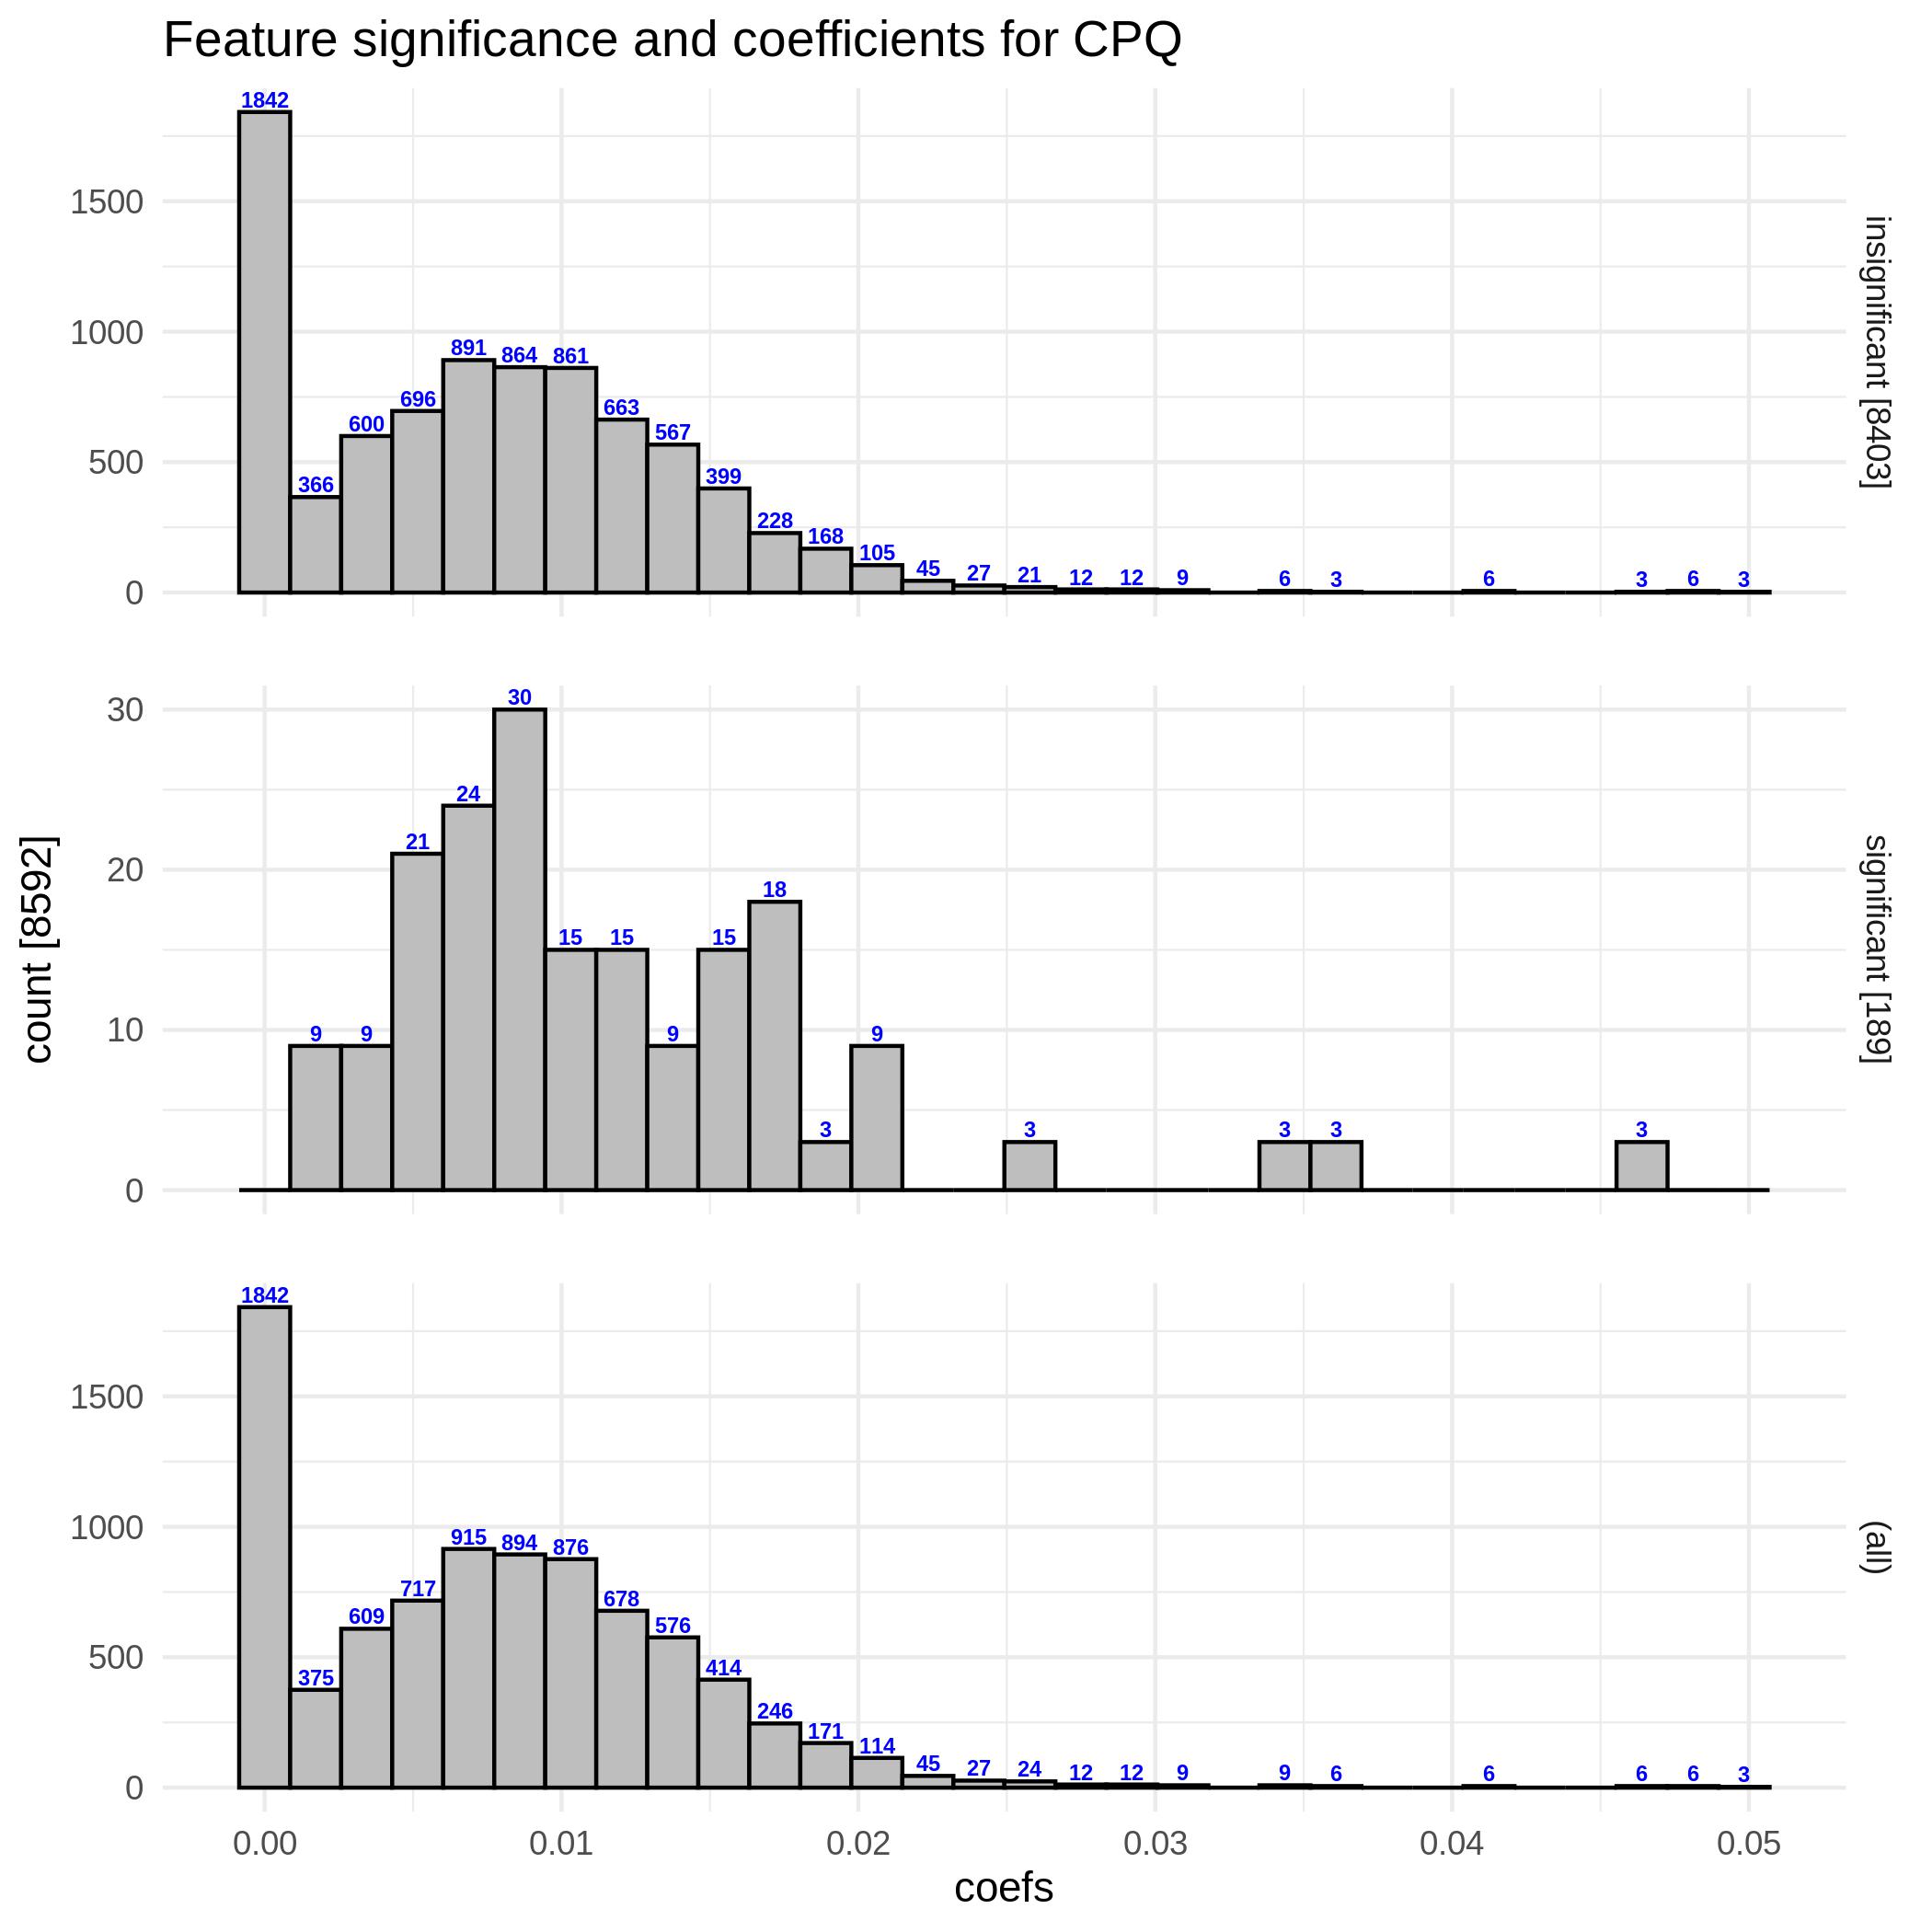 Feature significance and coefficients for CPQ
1842
1500
1000
891 864 861
696
663
600
567
500
366
399
228
168
105
45 27 21 12 12 9 6 3 6 3 6 3
0
insignificant [8403]
30
30
24
21
20
18
15 15 15
10
9 9 9 9
3 3 3 3 3
0
significant [189]
count [8592]
1842
1500
1000
915 894 876
717
678
609
576
500
375
414
246
171
114
45 27 24 12 12 9 9 6 6 6 6 3
0
(all)
0.00 0.01 0.02 0.03 0.04 0.05
coefs